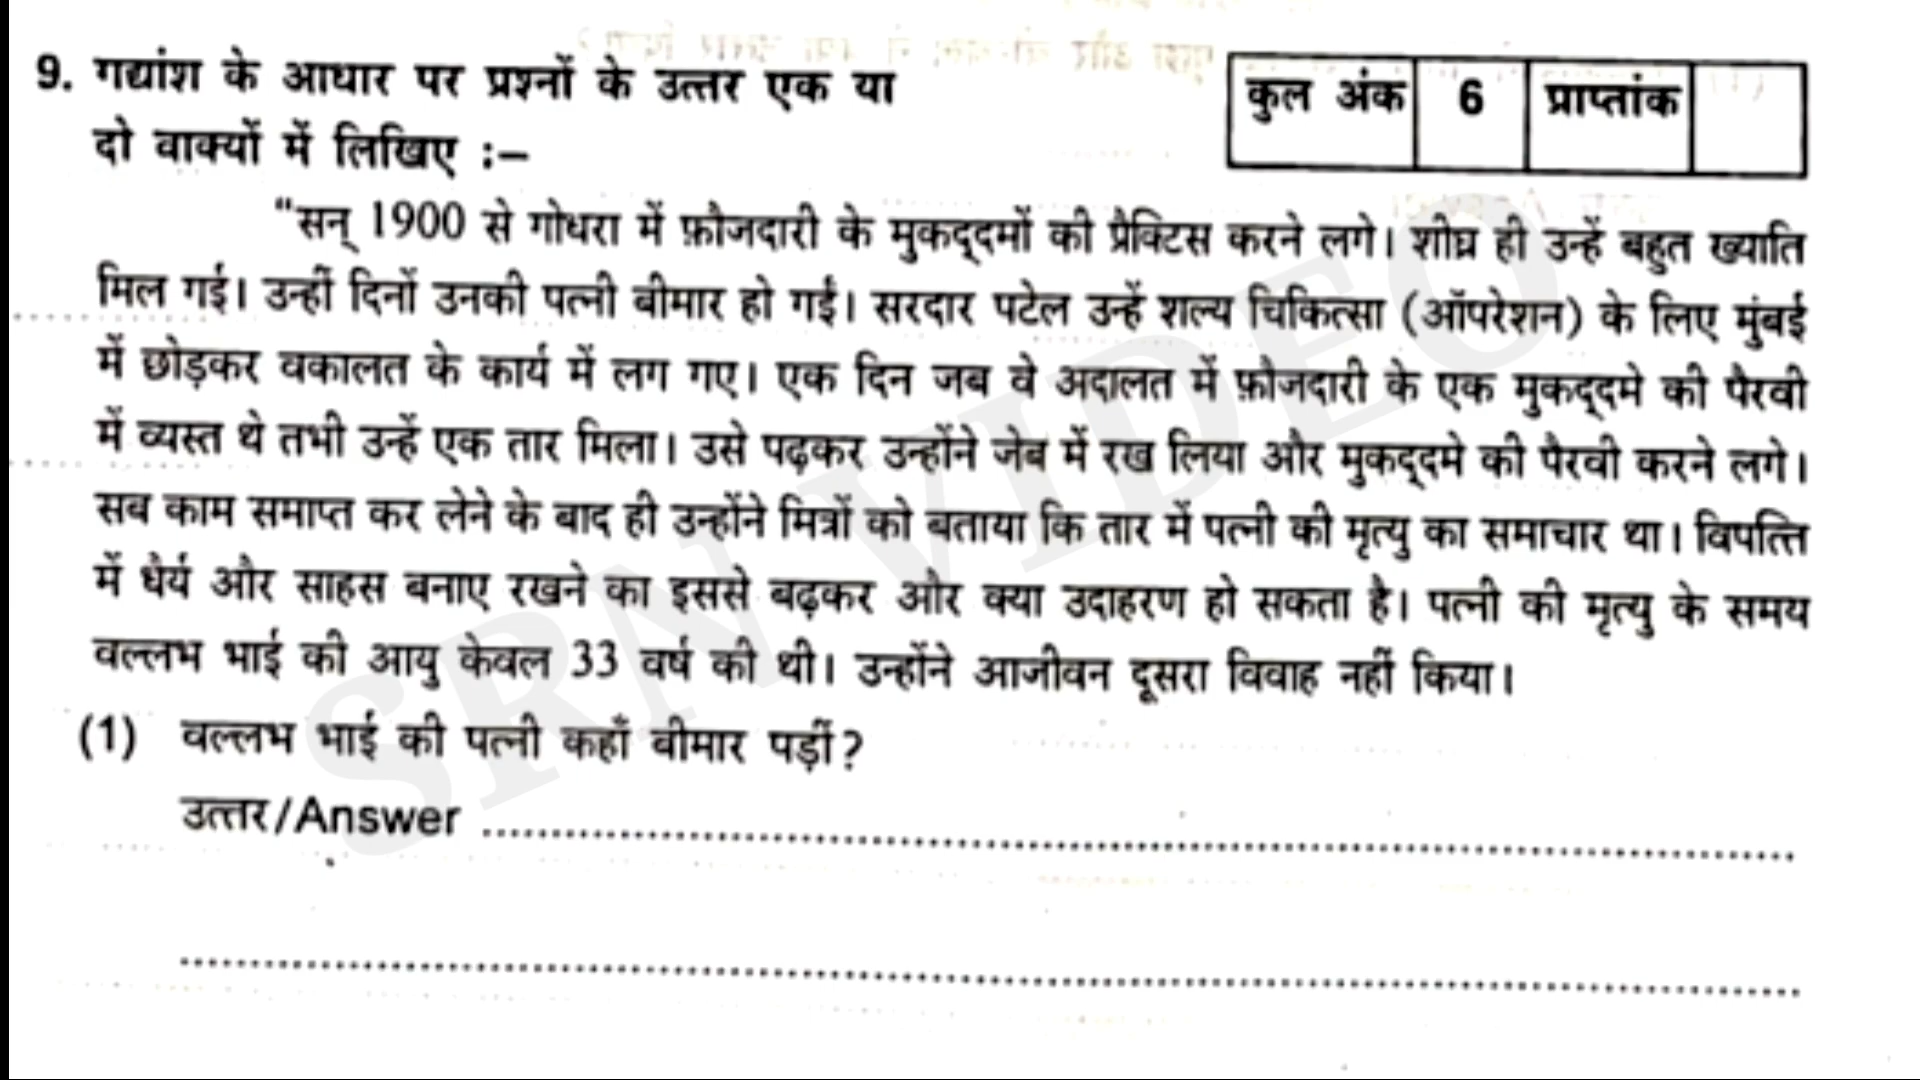 9. गद्यांश के आधार पर प्रश्नों के उत्तर एक या
दो वाक्यों में लिखिए :–
कुल अंक 6 प्राप्तांक
“सन् 1900 से गोधरा में फ़ौजदारी के मुकद्दमों की प्रैक्टिस करने लगे। शीघ्र ही उन्हें बहुत ख्याति
मिल गई। उन्हीं दिनों उनकी पत्नी बीमार हो गईं। सरदार पटेल उन्हें शल्य चिकित्सा (ऑपरेशन) के लिए मुंबई
में छोड़कर वकालत के कार्य में लग गए। एक दिन जब वे अदालत में फ़ौजदारी के एक मुकद्दमे की पैरवी
में व्यस्त थे तभी उन्हें एक तार मिला। उसे पढ़कर उन्होंने जेब में रख लिया और मुकद्दमे की पैरवी करने लगे।
सब काम समाप्त कर लेने के बाद ही उन्होंने मित्रों को बताया कि तार में पत्नी की मृत्यु का समाचार था। विपत्ति
में धैर्य और साहस बनाए रखने का इससे बढ़कर और क्या उदाहरण हो सकता है। पत्नी की मृत्यु के समय
वल्लभ भाई की आयु केवल 33 वर्ष की थी। उन्होंने आजीवन दूसरा विवाह नहीं किया।
(1) वल्लभ भाई की पत्नी कहाँ बीमार पड़ीं?
उत्तर/Answer
SRN VIDEO